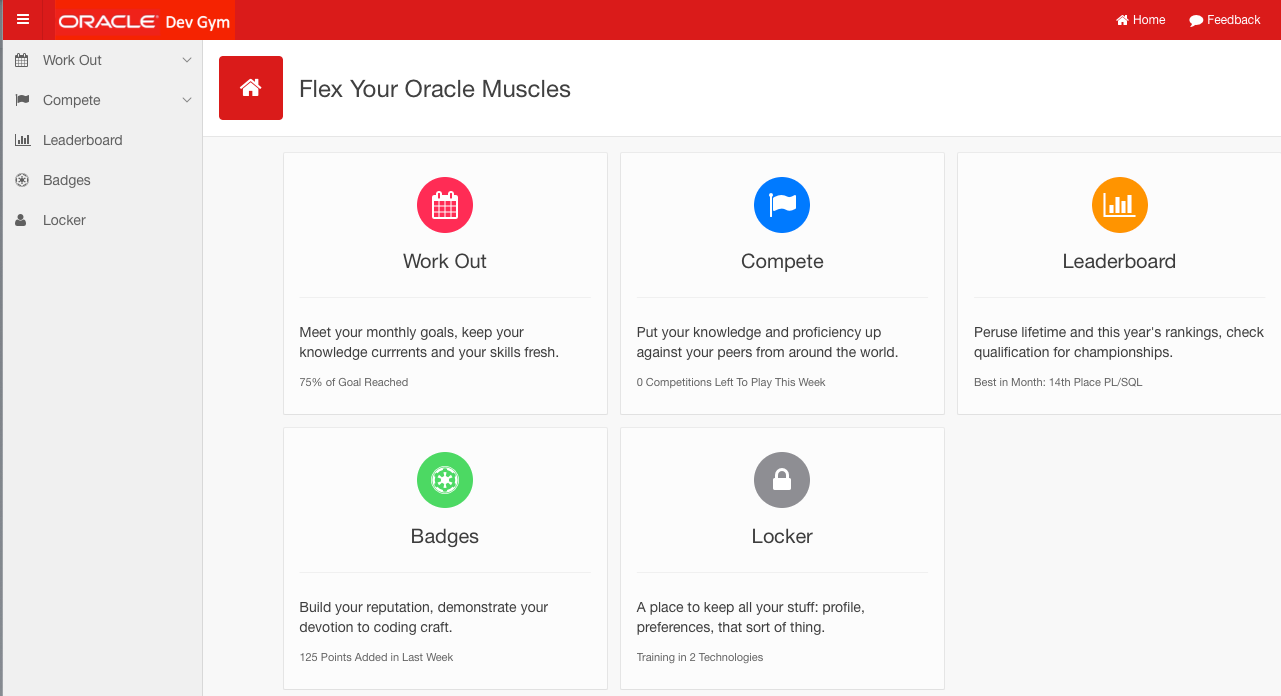 ORACLE Dev Gym
Home
Feedback
Work Out
Compete
Leaderboard
Badges
Locker
Flex Your Oracle Muscles
Work Out
Meet your monthly goals, keep your
knowledge currrents and your skills fresh.
75% of Goal Reached
Compete
Put your knowledge and proficiency up
against your peers from around the world.
0 Competitions Left To Play This Week
Leaderboard
Peruse lifetime and this year's rankings, check
qualification for championships.
Best in Month: 14th Place PL/SQL
Badges
Build your reputation, demonstrate your
devotion to coding craft.
125 Points Added in Last Week
Locker
A place to keep all your stuff: profile,
preferences, that sort of thing.
Training in 2 Technologies